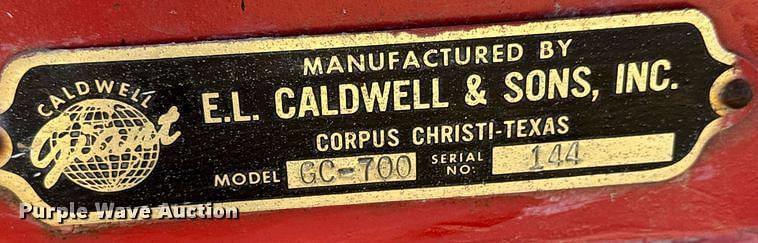 MANUFACTURED BY
E.L. CALDWELL & SONS, INC.
CORPUS CHRISTI-TEXAS
CALDWELL
Giant
MODEL GC-700 SERIAL NO. 144
Purple Wave Auction